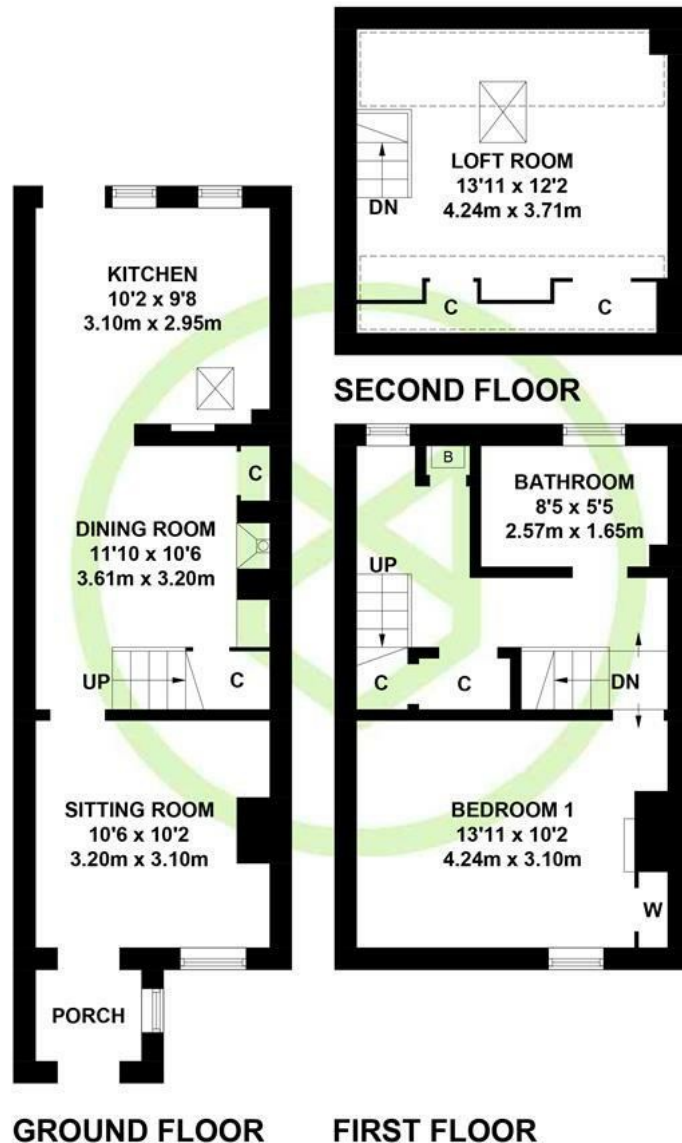 LOFT ROOM
13'11 x 12'2
4.24m x 3.71m
DN
C
C
SECOND FLOOR
KITCHEN
10'2 x 9'8
3.10m x 2.95m
C
DINING ROOM
11'10 x 10'6
3.61m x 3.20m
UP
C
SITTING ROOM
10'6 x 10'2
3.20m x 3.10m
PORCH
GROUND FLOOR
B
BATHROOM
8'5 x 5'5
2.57m x 1.65m
UP
C
C
DN
BEDROOM 1
13'11 x 10'2
4.24m x 3.10m
W
FIRST FLOOR